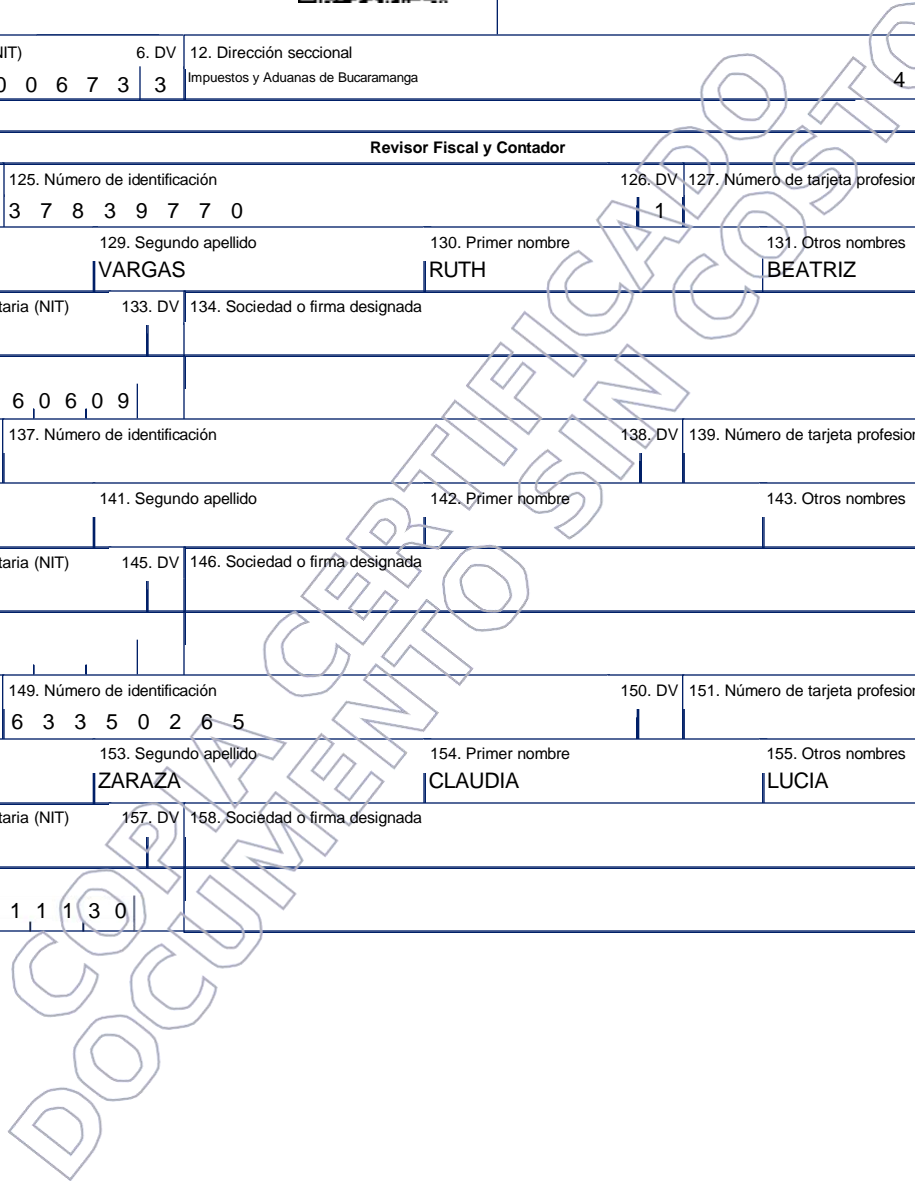 NIT) 6. DV 12. Dirección seccional
0 0 6 7 3 3 Impuestos y Aduanas de Bucaramanga 4
Revisor Fiscal y Contador
125. Número de identificación 126. DV 127. Número de tarjeta profesion
3 7 8 3 9 7 7 0 1
129. Segundo apellido 130. Primer nombre 131. Otros nombres
VARGAS RUTH BEATRIZ
taria (NIT) 133. DV 134. Sociedad o firma designada
6 0 6 0 9
137. Número de identificación 138. DV 139. Número de tarjeta profesion
141. Segundo apellido 142. Primer nombre 143. Otros nombres
taria (NIT) 145. DV 146. Sociedad o firma designada
149. Número de identificación 150. DV 151. Número de tarjeta profesion
6 3 3 5 0 2 6 5
153. Segundo apellido 154. Primer nombre 155. Otros nombres
ZARAZA CLAUDIA LUCIA
taria (NIT) 157. DV 158. Sociedad o firma designada
1 1 1 3 0
COPIA CERTIFICADO
DOCUMENTO SIN COSTO